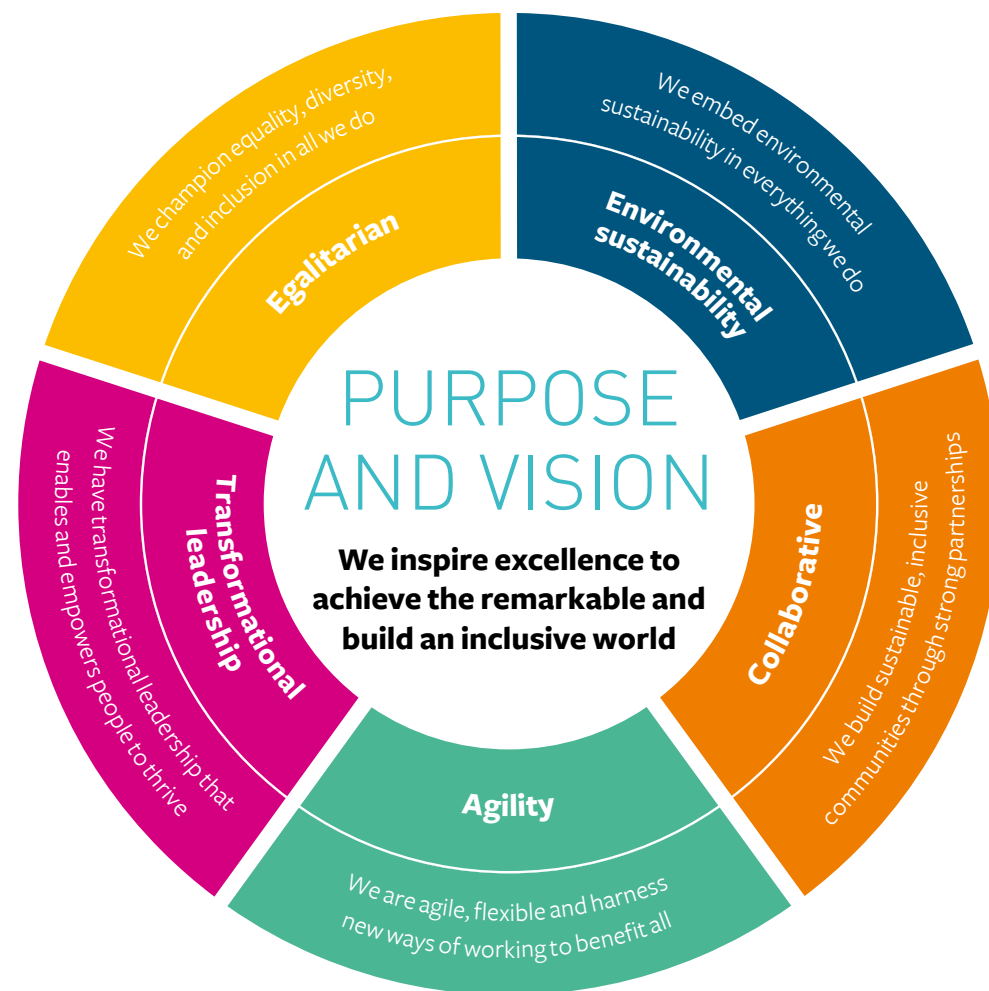 PURPOSE
AND VISION
We inspire excellence to
achieve the remarkable and
build an inclusive world
Environmental
sustainability
We embed environmental
sustainability in everything we do
Collaborative
We build sustainable, inclusive
communities through strong partnerships
Agility
We are agile, flexible and harness
new ways of working to benefit all
Transformational
leadership
We have transformational leadership that
enables and empowers people to thrive
Egalitarian
We champion equality, diversity,
and inclusion in all we do